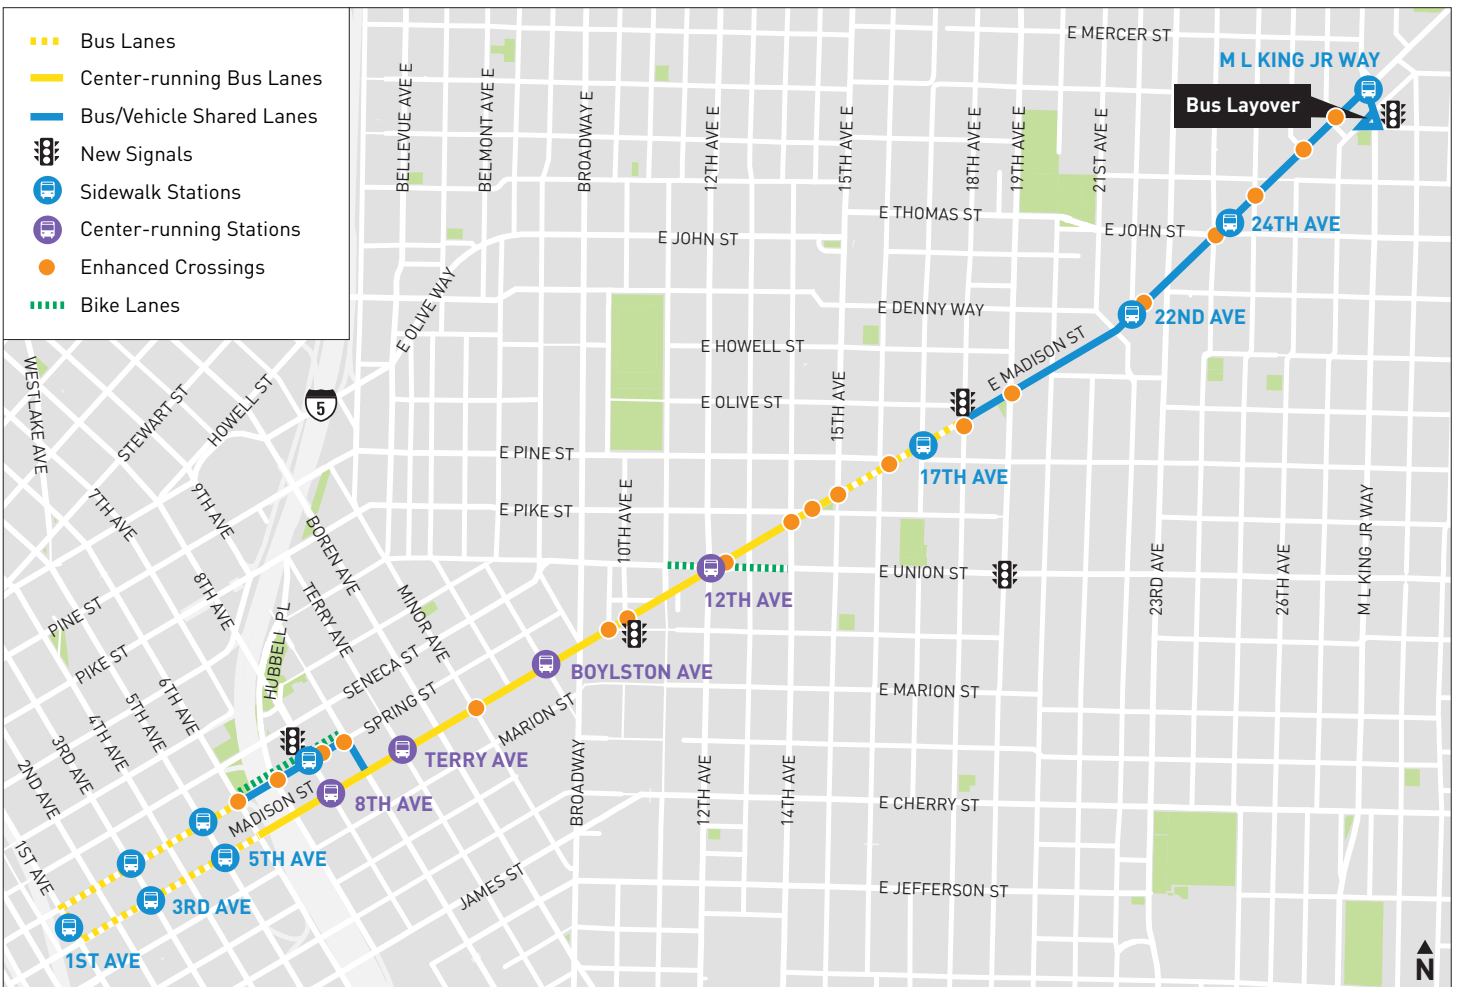 Bus Lanes
Center-running Bus Lanes
Bus/Vehicle Shared Lanes
New Signals
Sidewalk Stations
Center-running Stations
Enhanced Crossings
Bike Lanes
E MERCER ST
M L KING JR WAY
Bus Layover
BELLEVUE AVE E
BELMONT AVE E
BROADWAY E
12TH AVE E
15TH AVE E
18TH AVE E
19TH AVE E
21ST AVE E
E THOMAS ST
E JOHN ST
E JOHN ST
24TH AVE
E OLIVE WAY
E DENNY WAY
22ND AVE
E HOWELL ST
E MADISON ST
WESTLAKE AVE
STEWART ST
HOWELL ST
5
E OLIVE ST
15TH AVE
E PINE ST
17TH AVE
7TH AVE
9TH AVE
E PIKE ST
10TH AVE E
M L KING JR WAY
BOREN AVE
E UNION ST
23RD AVE
26TH AVE
12TH AVE
PINE ST
8TH AVE
TERRY AVE
MINOR AVE
HUBBELL PL
PIKE ST
SENECA ST
BOYLSTON AVE
6TH AVE
5TH AVE
4TH AVE
3RD AVE
2ND AVE
1ST AVE
SPRING ST
MARION ST
E MARION ST
TERRY AVE
BROADWAY
12TH AVE
14TH AVE
MADISON ST
8TH AVE
E CHERRY ST
5TH AVE
JAMES ST
E JEFFERSON ST
3RD AVE
1ST AVE
N